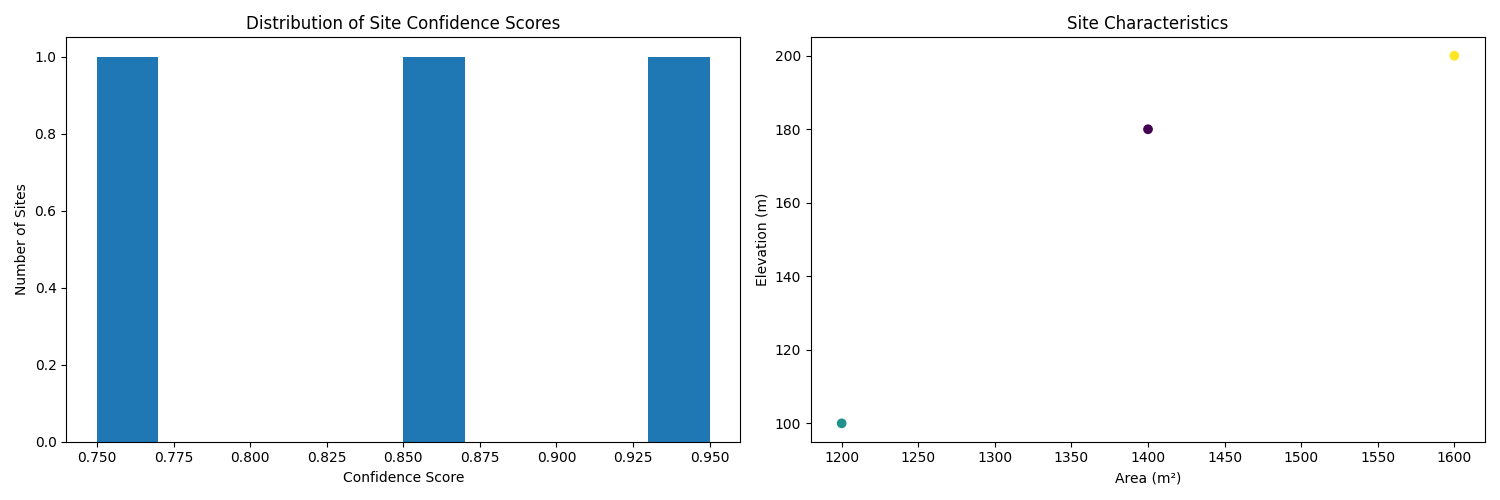 Distribution of Site Confidence Scores
1.0
0.8
0.6
0.4
0.2
0.0
Number of Sites
0.750 0.775 0.800 0.825 0.850 0.875 0.900 0.925 0.950
Confidence Score
Site Characteristics
200
180
160
140
120
100
Elevation (m)
1200 1250 1300 1350 1400 1450 1500 1550 1600
Area (m²)